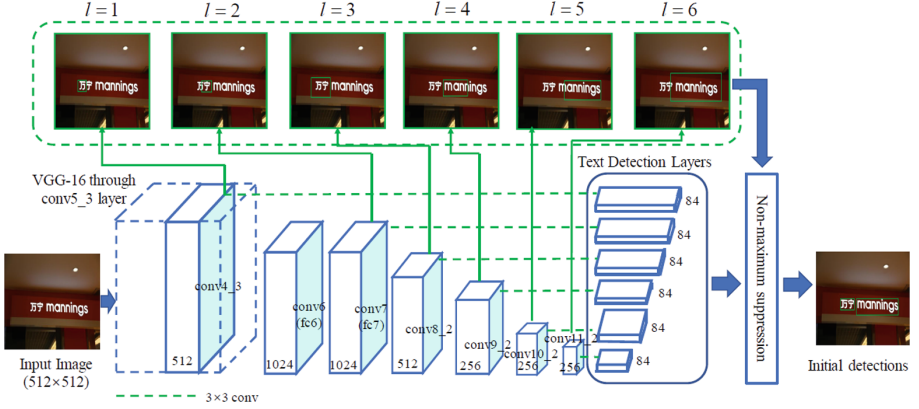 l = 1
l = 2
l = 3
l = 4
l = 5
l = 6
万宁 mannings
万宁 mannings
万宁 mannings
万宁 mannings
万宁 mannings
万宁 mannings
VGG-16 through
conv5_3 layer
Text Detection Layers
conv4_3
512
conv6
(fc6)
1024
conv7
(fc7)
1024
conv8_2
512
conv9_2
256
conv10_2
256
conv11_2
256
84
84
84
84
84
84
Non-maximum suppression
万宁 mannings
Input Image
(512×512)
万宁 mannings
Initial detections
3×3 conv